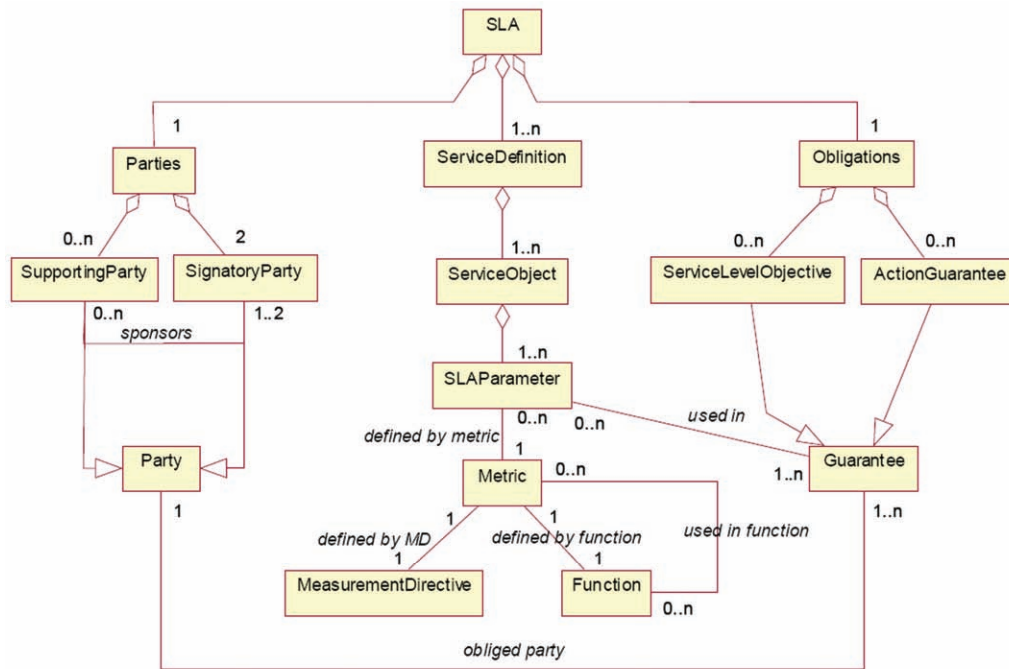 SLA
1
1..n
1
Parties
ServiceDefinition
Obligations
0..n
2
1..n
0..n
0..n
SupportingParty
SignatoryParty
ServiceObject
ServiceLevelObjective
ActionGuarantee
0..n
1..2
sponsors
1..n
SLAParameter
0..n
0..n
used in
defined by metric
1
Party
Metric
0..n
Guarantee
1..n
1
1
1
1..n
defined by MD
defined by function
used in function
1
1
MeasurementDirective
Function
0..n
obliged party